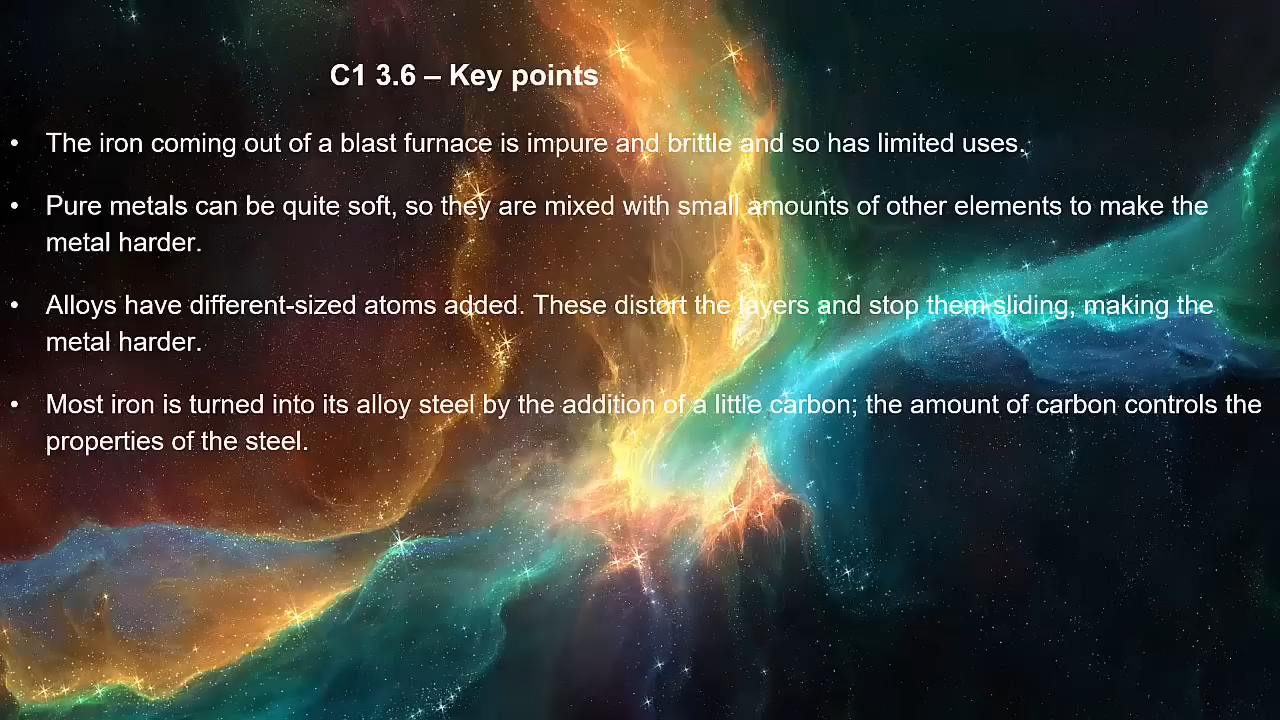 C1 3.6 – Key points
• The iron coming out of a blast furnace is impure and brittle and so has limited uses.
• Pure metals can be quite soft, so they are mixed with small amounts of other elements to make the
metal harder.
• Alloys have different-sized atoms added. These distort the layers and stop them sliding, making the
metal harder.
• Most iron is turned into its alloy steel by the addition of a little carbon; the amount of carbon controls the
properties of the steel.